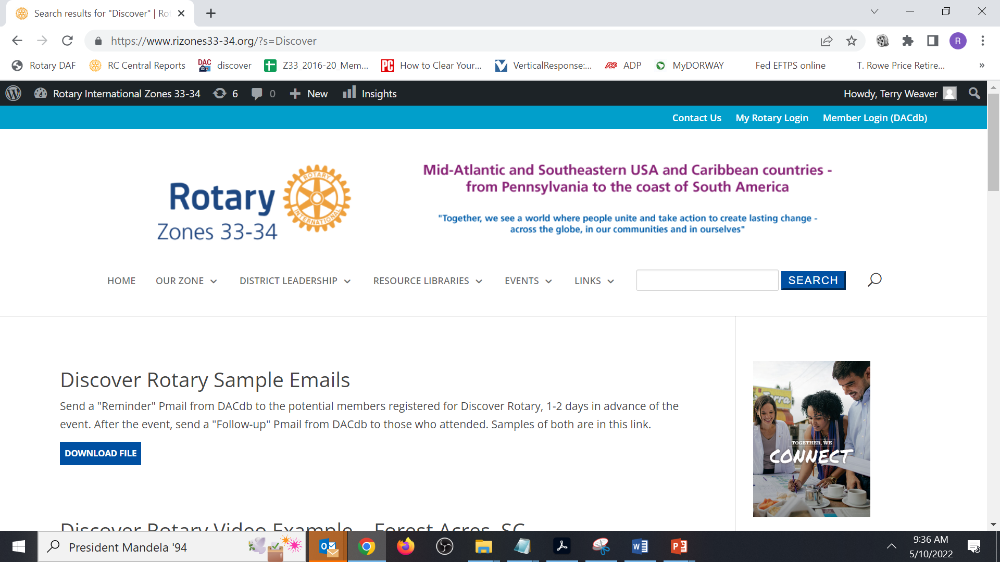 Search results for "Discover" | Ro
https://www.rizones33-34.org/?s=Discover
R
Rotary DAF RC Central Reports DAC discover Z33_2016-20_Mem... PC How to Clear Your... VerticalResponse:... ADP ADP MyDORWAY Fed EFTPS online T. Rowe Price Retire... »
Rotary International Zones 33-34 6 0 New Insights Howdy, Terry Weaver
Contact Us My Rotary Login Member Login (DACdb)
Rotary
Zones 33-34
ROTARY
INTERNATIONAL
Mid-Atlantic and Southeastern USA and Caribbean countries -
from Pennsylvania to the coast of South America
"Together, we see a world where people unite and take action to create lasting change -
across the globe, in our communities and in ourselves"
HOME OUR ZONE DISTRICT LEADERSHIP RESOURCE LIBRARIES EVENTS LINKS SEARCH
Discover Rotary Sample Emails
Send a "Reminder" Pmail from DACdb to the potential members registered for Discover Rotary, 1-2 days in advance of the
event. After the event, send a "Follow-up" Pmail from DACdb to those who attended. Samples of both are in this link.
DOWNLOAD FILE
TOGETHER, WE
CONNECT
Discover Rotary Video Example - Forest Acres, SC
President Mandela '94
9:36 AM
5/10/2022